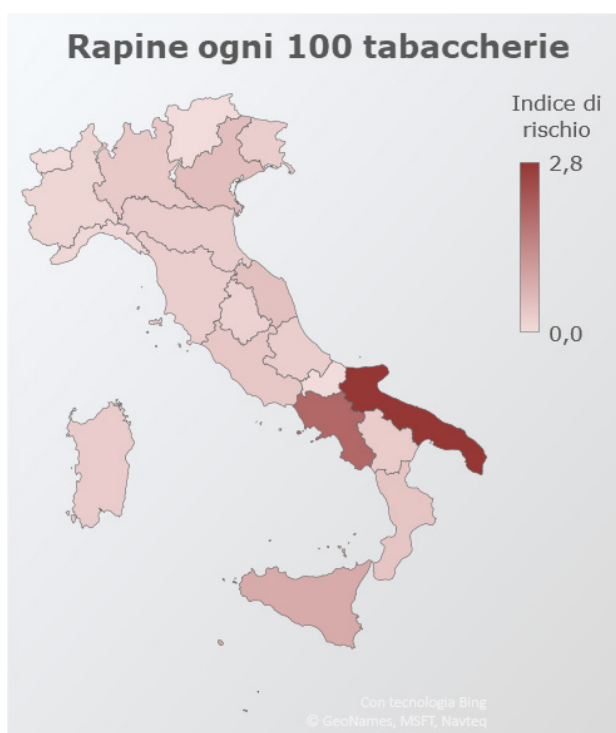 Rapine ogni 100 tabaccherie
Indice di
rischio
2,8
0,0
Con tecnologia Bing
© GeoNames, MSFT, Navteq